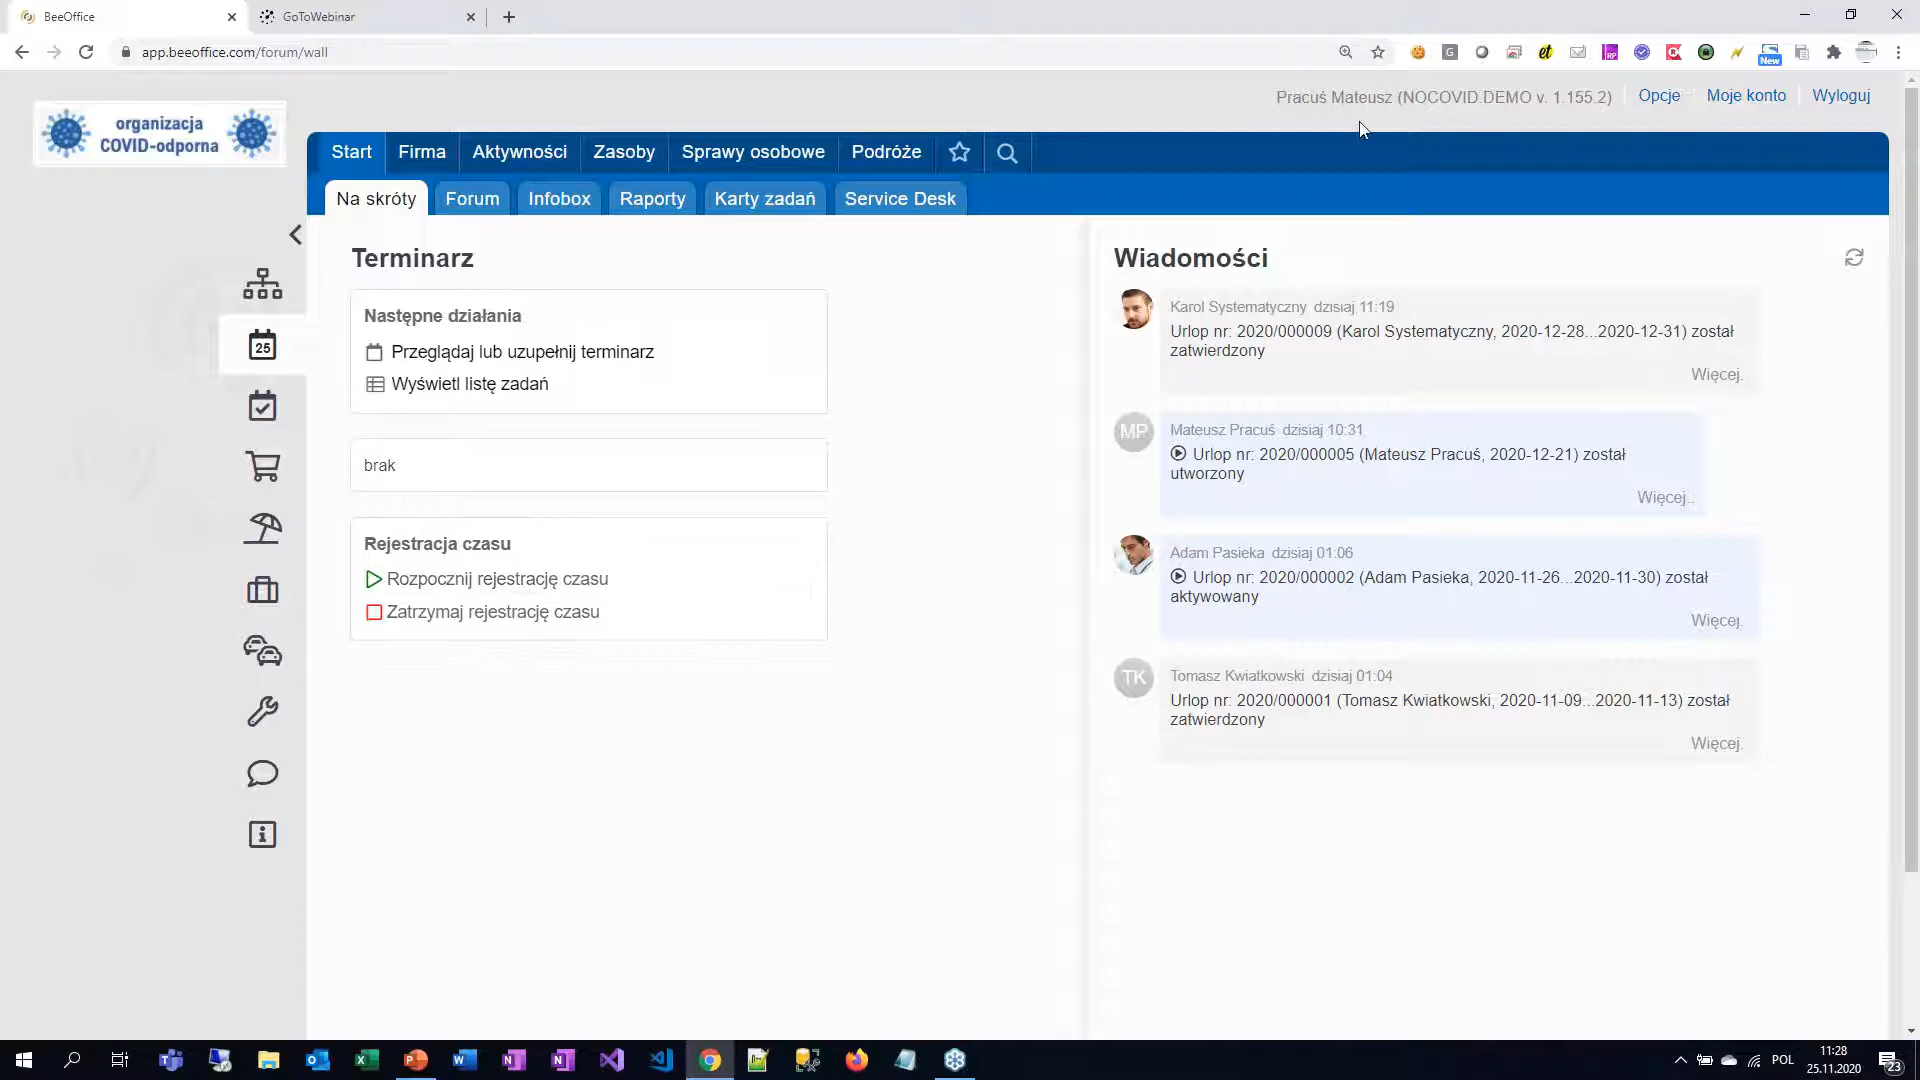 BeeOffice
GoToWebinar
app.beeoffice.com/forum/wall
New
Pracuś Mateusz (NOCOVID.DEMO v. 1.155.2)
Opcje
Moje konto
Wyloguj
organizacja
COVID-odporna
Start
Firma
Aktywności
Zasoby
Sprawy osobowe
Podróże
Na skróty
Forum
Infobox
Raporty
Karty zadań
Service Desk
25
Terminarz
Następne działania
Przeglądaj lub uzupełnij terminarz
Wyświetl listę zadań
brak
Rejestracja czasu
Rozpocznij rejestrację czasu
Zatrzymaj rejestrację czasu
Wiadomości
Karol Systematyczny dzisiaj 11:19
Urlop nr: 2020/000009 (Karol Systematyczny, 2020-12-28...2020-12-31) został
zatwierdzony
Więcej.
MP
Mateusz Pracuś dzisiaj 10:31
Urlop nr: 2020/000005 (Mateusz Pracuś, 2020-12-21) został
utworzony
Więcej..
Adam Pasieka dzisiaj 01:06
Urlop nr: 2020/000002 (Adam Pasieka, 2020-11-26...2020-11-30) został
aktywowany
Więcej.
TK
Tomasz Kwiatkowski dzisiaj 01:04
Urlop nr: 2020/000001 (Tomasz Kwiatkowski, 2020-11-09...2020-11-13) został
zatwierdzony
Więcej.
POL
11:28
25.11.2020
23